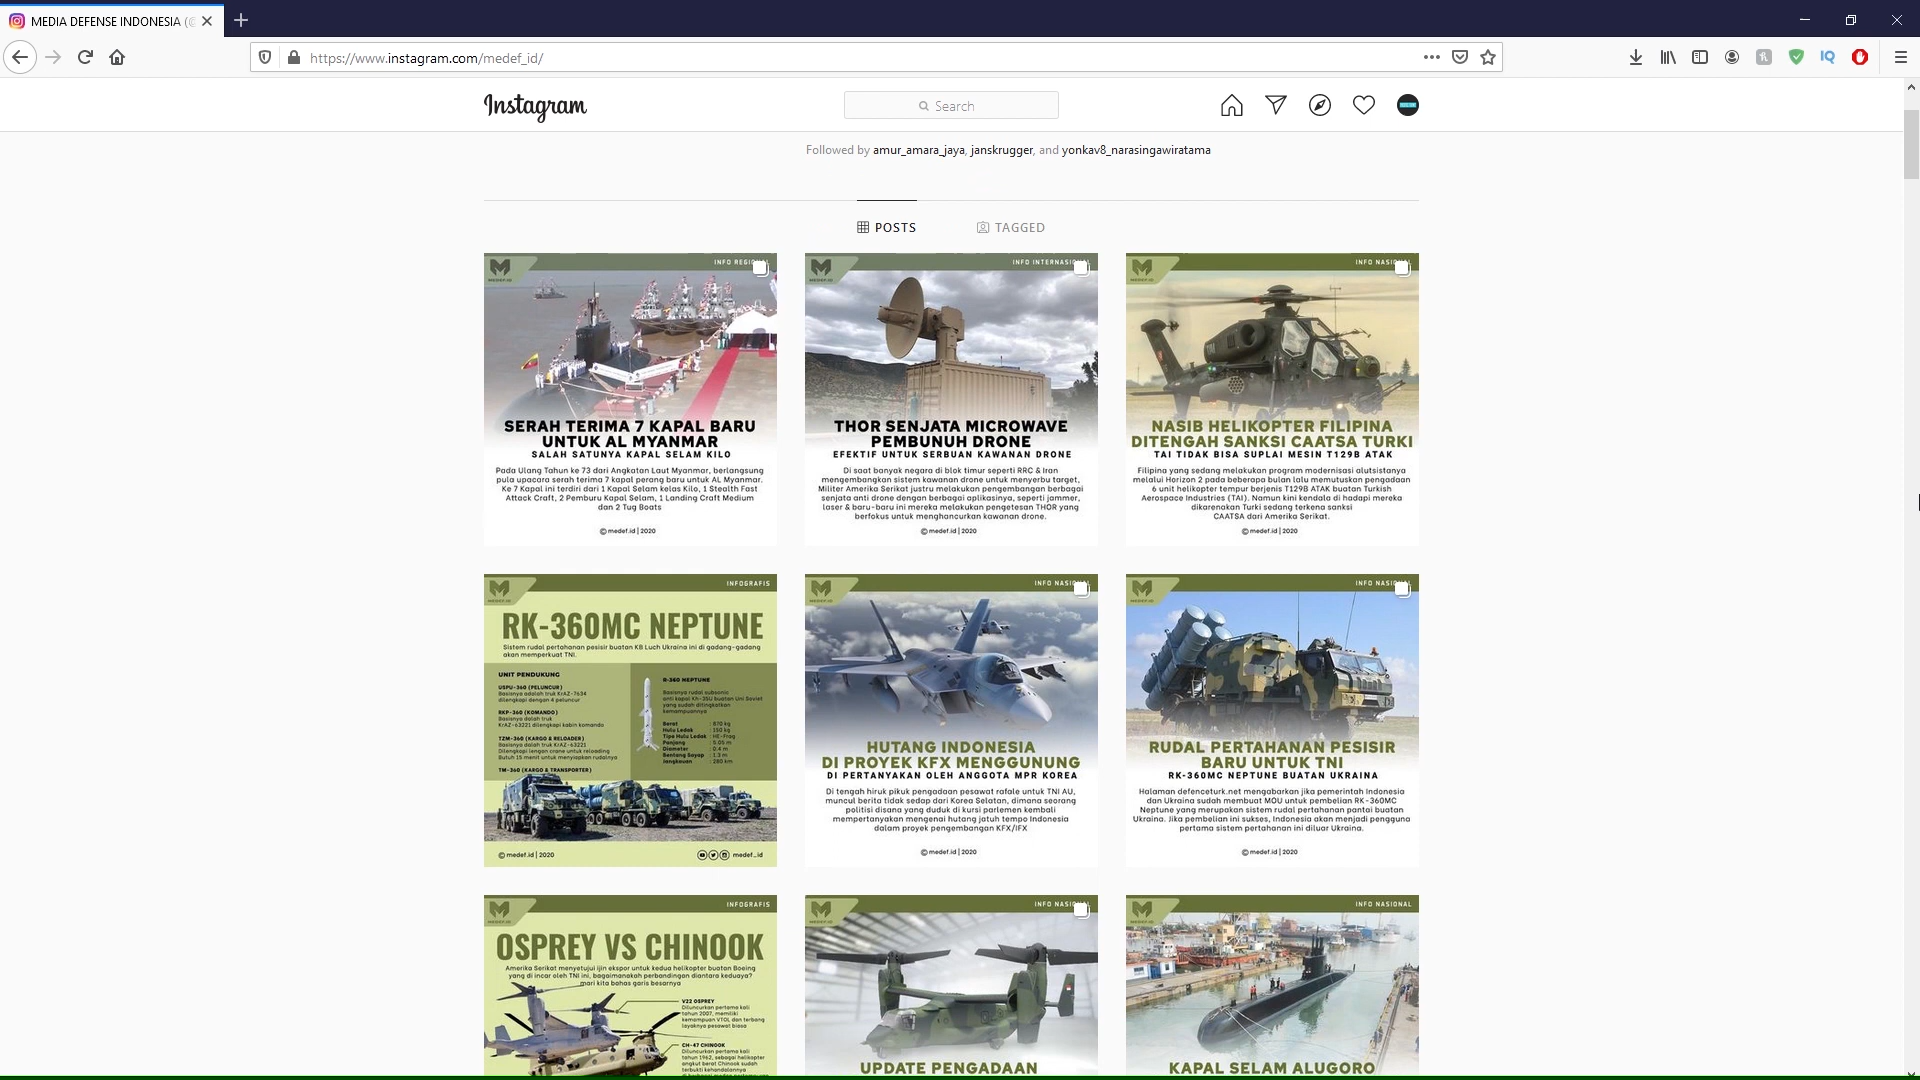 MEDIA DEFENSE INDONESIA (@
https://www.instagram.com/medef_id/
Instagram
Search
Followed by amur_amara_jaya, janskrugger, and yonkav8_narasingawiratama
POSTS
TAGGED
MEDEF.ID
INFO REGIONAL
SERAH TERIMA 7 KAPAL BARU
UNTUK AL MYANMAR
SALAH SATUNYA KAPAL SELAM KILO
Pada Ulang Tahun ke 73 dari Angkatan Laut Myanmar, berlangsung
pula upacara serah terima 7 kapal perang baru untuk AL Myanmar.
Ke 7 Kapal ini terdiri dari 1 Kapal Selam kelas Kilo, 1 Stealth Fast
Attack Craft, 2 Pemburu Kapal Selam, 1 Landing Craft Medium
dan 2 Tug Boats
© medef.id | 2020
MEDEF.ID
INFO INTERNASIONAL
THOR SENJATA MICROWAVE
PEMBUNUH DRONE
EFEKTIF UNTUK SERBUAN KAWANAN DRONE
Di saat banyak negara di blok timur seperti RRC & Iran
mengembangkan sistem kawanan drone untuk menyerbu target,
Militer Amerika Serikat justru melakukan pengembangan berbagai
senjata anti drone dengan berbagai aplikasinya, seperti jammer,
laser & baru-baru ini mereka melakukan pengetesan THOR yang
berfokus untuk menghancurkan kawanan drone.
© medef.id | 2020
MEDEF.ID
INFO NASIONAL
NASIB HELIKOPTER FILIPINA
DITENGAH SANKSI CAATSA TURKI
TAI TIDAK BISA SUPLAI MESIN T129B ATAK
Filipina yang sedang melakukan program modernisasi alutsistanya
melalui Horizon 2 pada beberapa bulan lalu memutuskan pengadaan
6 unit helikopter tempur berjenis T129B ATAK buatan Turkish
Aerospace Industries (TAI). Namun kini kendala di hadapi mereka
dikarenakan Turki sedang terkena sanksi
CAATSA dari Amerika Serikat.
© medef.id | 2020
MEDEF.ID
INFOGRAFIS
RK-360MC NEPTUNE
Sistem rudal pertahanan pesisir buatan KB Luch Ukraina ini di gadang-gadang
akan memperkuat TNI.
UNIT PENDUKUNG
USPU-360 (PELUNCUR)
Basisnya adalah truk KrAZ-7634
dilengkapi dengan 4 peluncur
RKP-360 (KOMANDO)
Basisnya adalah truk
KrAZ-63221 dilengkapi kabin komando
TZM-360 (KARGO & RELOADER)
Basisnya adalah truk KrAZ-63221
Dilengkapi dengan crane untuk reloading
Butuh 15 menit untuk menyiapkan rudalnya
TM-360 (KARGO & TRANSPORTER)
R-360 NEPTUNE
Basisnya rudal subsonic
anti kapal Kh-35U buatan Uni Soviet
yang sudah ditingkatkan
kemampuannya
Berat : 870 kg
Hulu Ledak : 150 kg
Tipe Hulu Ledak : HE-Frag
Panjang : 5.05 m
Diameter : 0.4 m
Bentang Sayap : 1.3 m
Jangkauan : 280 km
© medef.id | 2020
medef_id
MEDEF.ID
INFO NASIONAL
HUTANG INDONESIA
DI PROYEK KFX MENGGUNUNG
DI PERTANYAKAN OLEH ANGGOTA MPR KOREA
Di tengah hiruk pikuk pengadaan pesawat rafale untuk TNI AU,
muncul berita tidak sedap dari Korea Selatan, dimana seorang
politisi disana yang duduk di kursi parlemen kembali
mempertanyakan mengenai hutang jatuh tempo Indonesia
dalam proyek pengembangan KFX/IFX
© medef.id | 2020
MEDEF.ID
INFO NASIONAL
RUDAL PERTAHANAN PESISIR
BARU UNTUK TNI
RK-360MC NEPTUNE BUATAN UKRAINA
Halaman defenceturk.net mengabarkan jika pemerintah Indonesia
dan Ukraina sudah membuat MOU untuk pembelian RK-360MC
Neptune yang merupakan sistem rudal pertahanan pantai buatan
Ukraina. Jika pembelian ini sukses, Indonesia akan menjadi pengguna
pertama sistem pertahanan ini diluar Ukraina.
© medef.id | 2020
MEDEF.ID
INFOGRAFIS
OSPREY VS CHINOOK
Amerika Serikat menyetujui ijin ekspor untuk kedua helikopter buatan Boeing
yang di incar oleh TNI ini, bagaimanakah perbandingan diantara keduanya?
mari kita bahas garis besarnya
V22 OSPREY
Diluncurkan pertama kali
tahun 2007, memiliki
kemampuan VTOL dan terbang
layaknya pesawat biasa
CH-47 CHINOOK
Diluncurkan pertama kali
tahun 1962, sebagai helikopter
angkut berat Chinook sudah
terbukti kehandalannya
MEDEF.ID
INFO NASIONAL
UPDATE PENGADAAN
MEDEF.ID
INFO NASIONAL
KAPAL SELAM ALUGORO